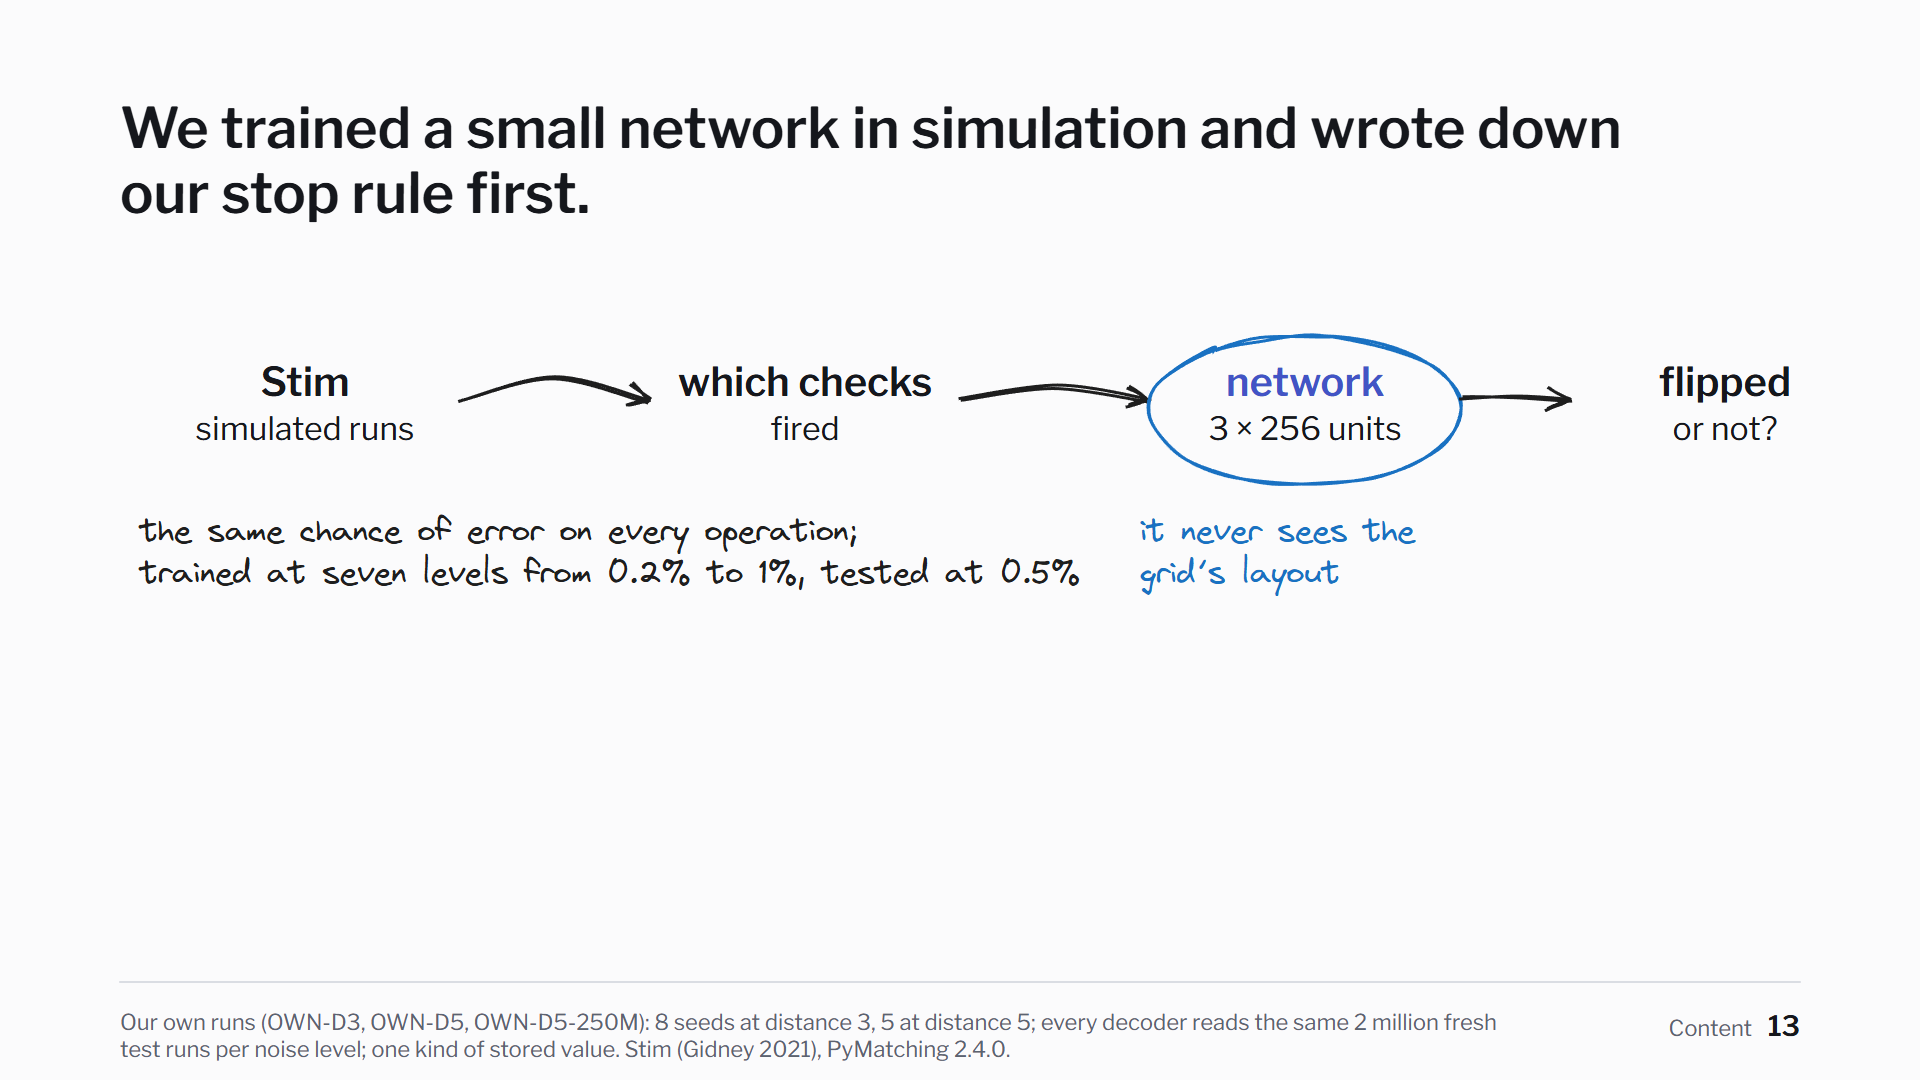 We trained a small network in simulation and wrote down
our stop rule first.
Stim
simulated runs
which checks
fired
network
3 × 256 units
flipped
or not?
the same chance of error on every operation;
trained at seven levels from 0.2% to 1%, tested at 0.5%
it never sees the
grid's layout
Our own runs (OWN-D3, OWN-D5, OWN-D5-250M): 8 seeds at distance 3, 5 at distance 5; every decoder reads the same 2 million fresh
test runs per noise level; one kind of stored value. Stim (Gidney 2021), PyMatching 2.4.0.
Content 13